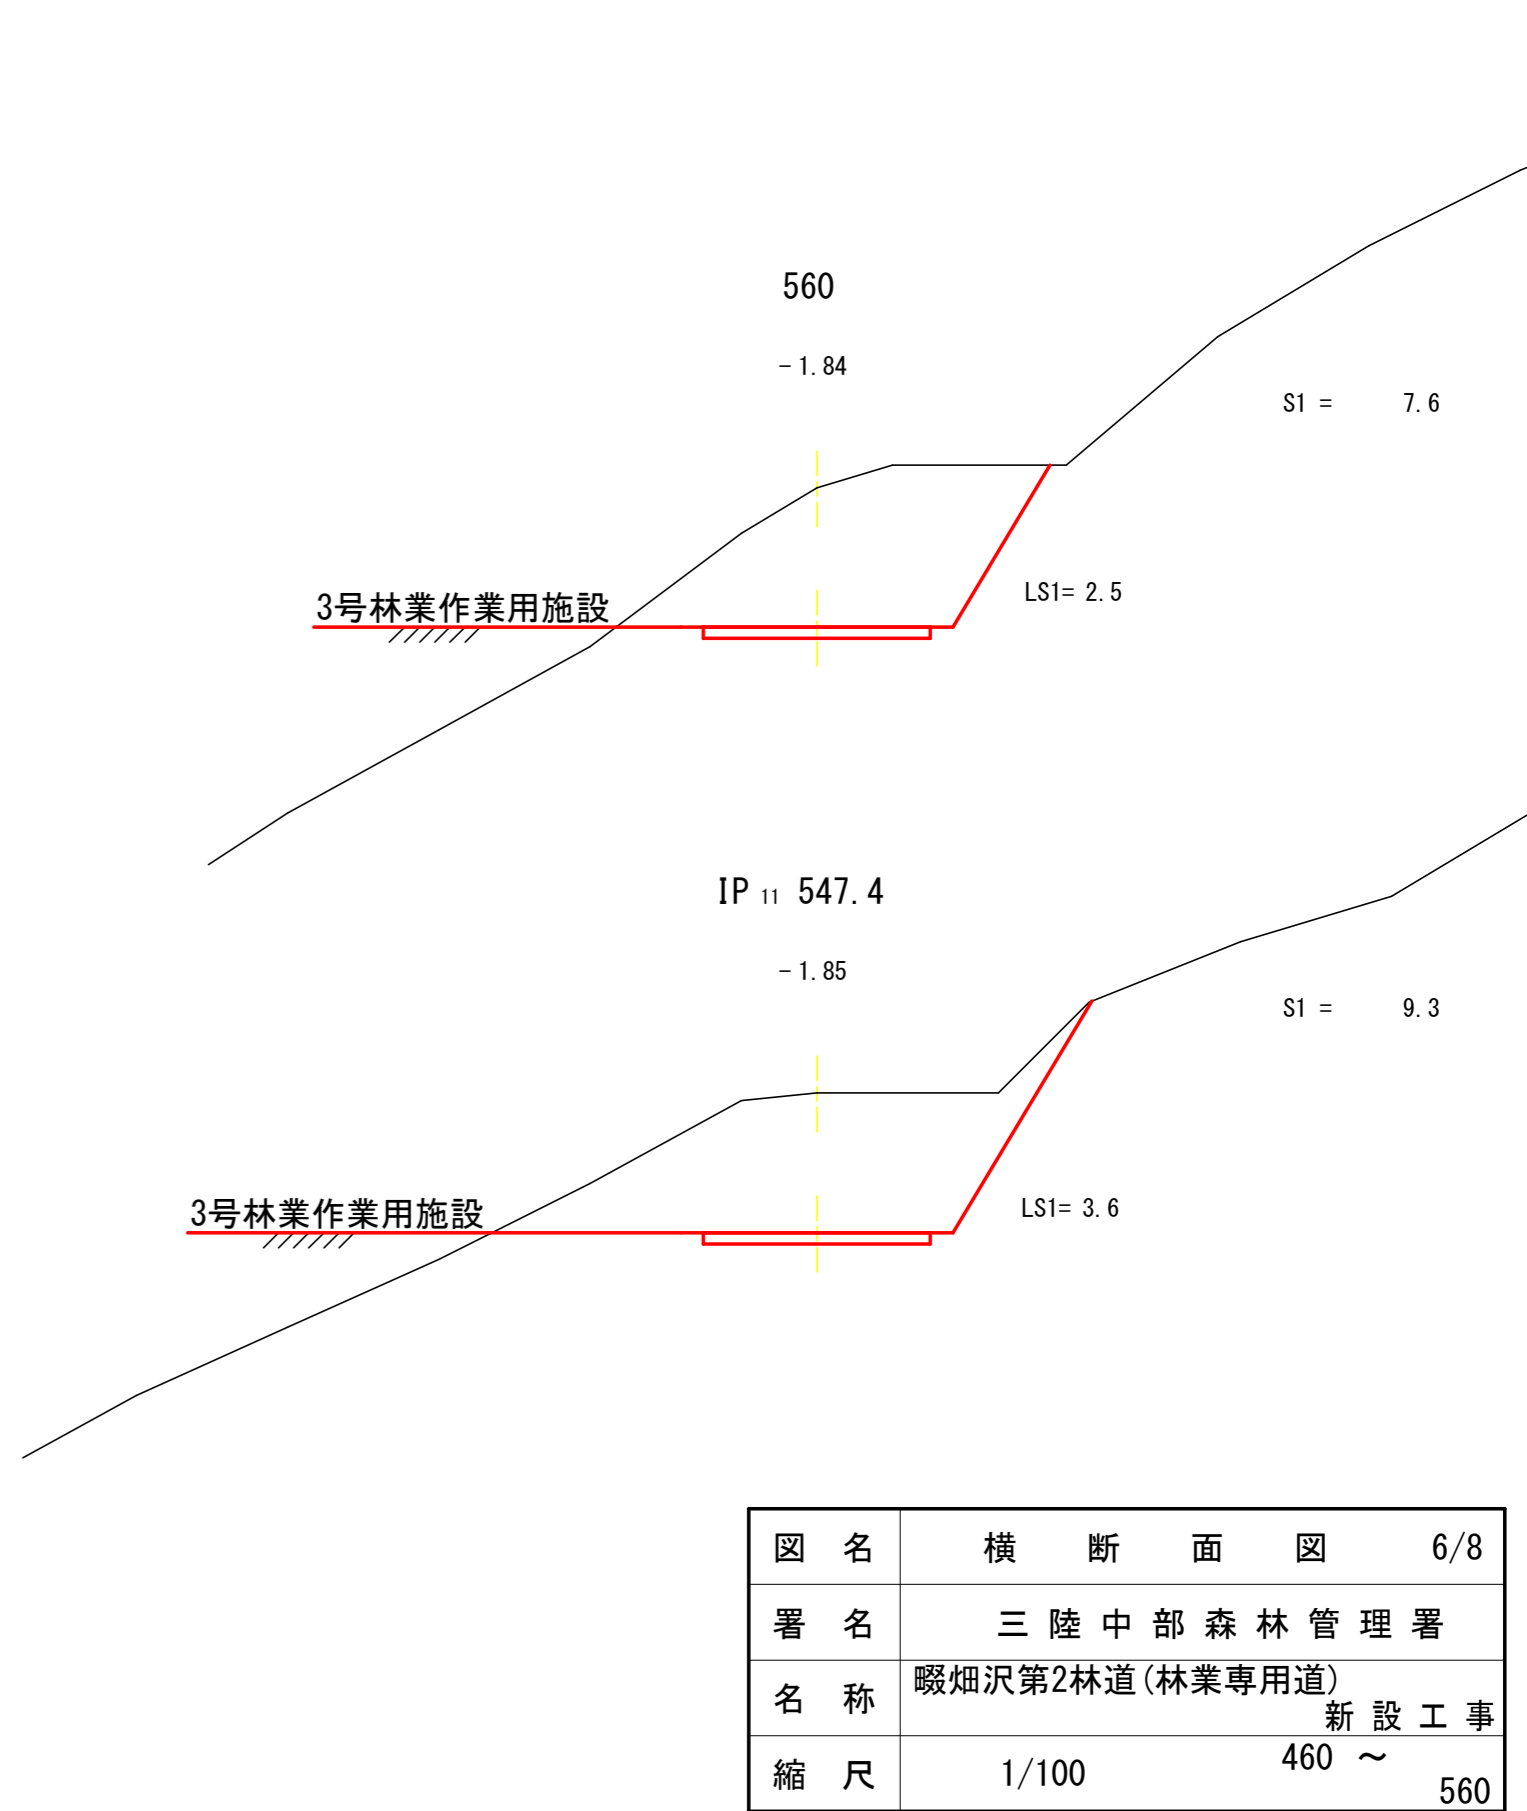 560
-1.84
S1 = 7.6
3号林業作業用施設
LS1= 2.5
IP 11 547.4
-1.85
S1 = 9.3
3号林業作業用施設
LS1= 3.6
図 名 横 断 面 図 6/8
署 名 三 陸 中 部 森 林 管 理 署
名 称 畷畑沢第2林道(林業専用道)
新 設 工 事
縮 尺 1/100 460 ～
560